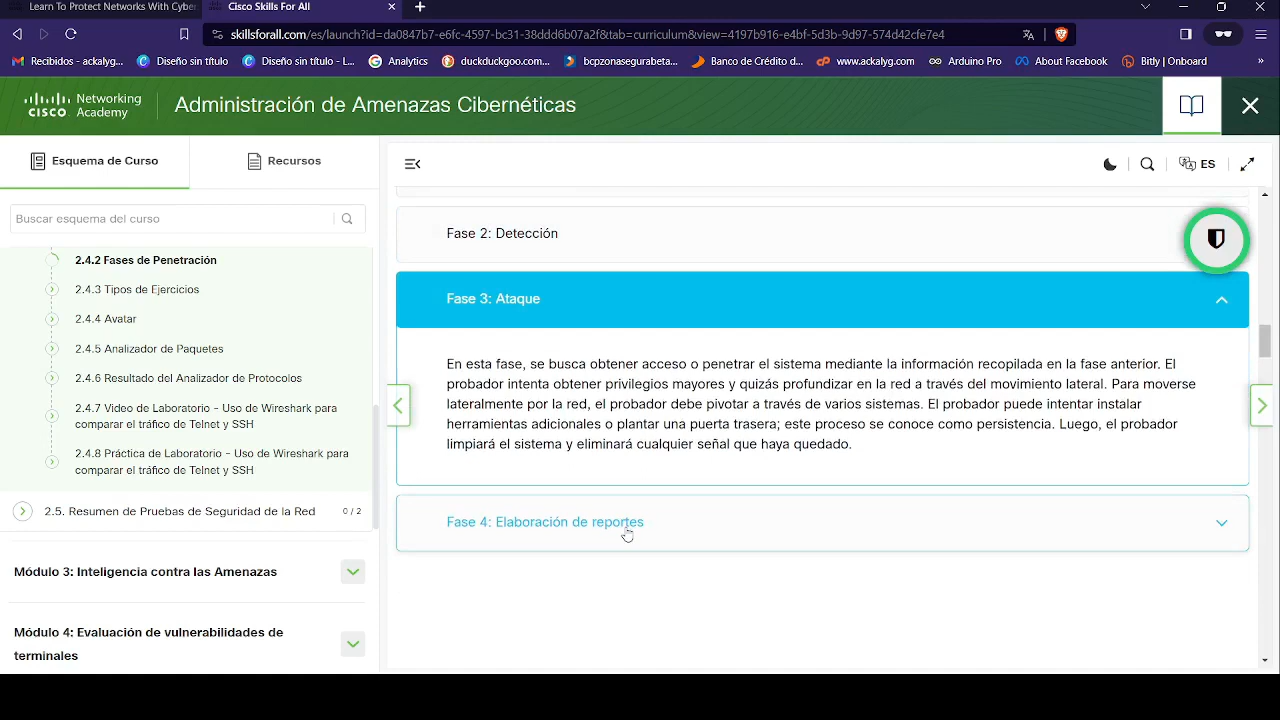 Learn To Protect Networks With Cyber
Cisco Skills For All
skillsforall.com/es/launch?id=da0847b7-e6fc-4597-bc31-38ddd6b07a2f&tab=curriculum&view=4197b916-e4bf-5d3b-9d97-574d42cfe7e4
Recibidos - ackalyg...
Diseño sin título
Diseño sin título - L...
Analytics
duckduckgoo.com...
bcpzonasegurabeta...
Banco de Crédito d...
www.ackalyg.com
Arduino Pro
About Facebook
Bitly | Onboard
»
CISCO Networking Academy
Administración de Amenazas Cibernéticas
Esquema de Curso
Recursos
ES
Buscar esquema del curso
2.4.2 Fases de Penetración
2.4.3 Tipos de Ejercicios
2.4.4 Avatar
2.4.5 Analizador de Paquetes
2.4.6 Resultado del Analizador de Protocolos
2.4.7 Video de Laboratorio - Uso de Wireshark para
comparar el tráfico de Telnet y SSH
2.4.8 Práctica de Laboratorio - Uso de Wireshark para
comparar el tráfico de Telnet y SSH
2.5. Resumen de Pruebas de Seguridad de la Red 0 / 2
Módulo 3: Inteligencia contra las Amenazas
Módulo 4: Evaluación de vulnerabilidades de
terminales
Fase 2: Detección
Fase 3: Ataque
En esta fase, se busca obtener acceso o penetrar el sistema mediante la información recopilada en la fase anterior. El
probador intenta obtener privilegios mayores y quizás profundizar en la red a través del movimiento lateral. Para moverse
lateralmente por la red, el probador debe pivotar a través de varios sistemas. El probador puede intentar instalar
herramientas adicionales o plantar una puerta trasera; este proceso se conoce como persistencia. Luego, el probador
limpiará el sistema y eliminará cualquier señal que haya quedado.
Fase 4: Elaboración de reportes